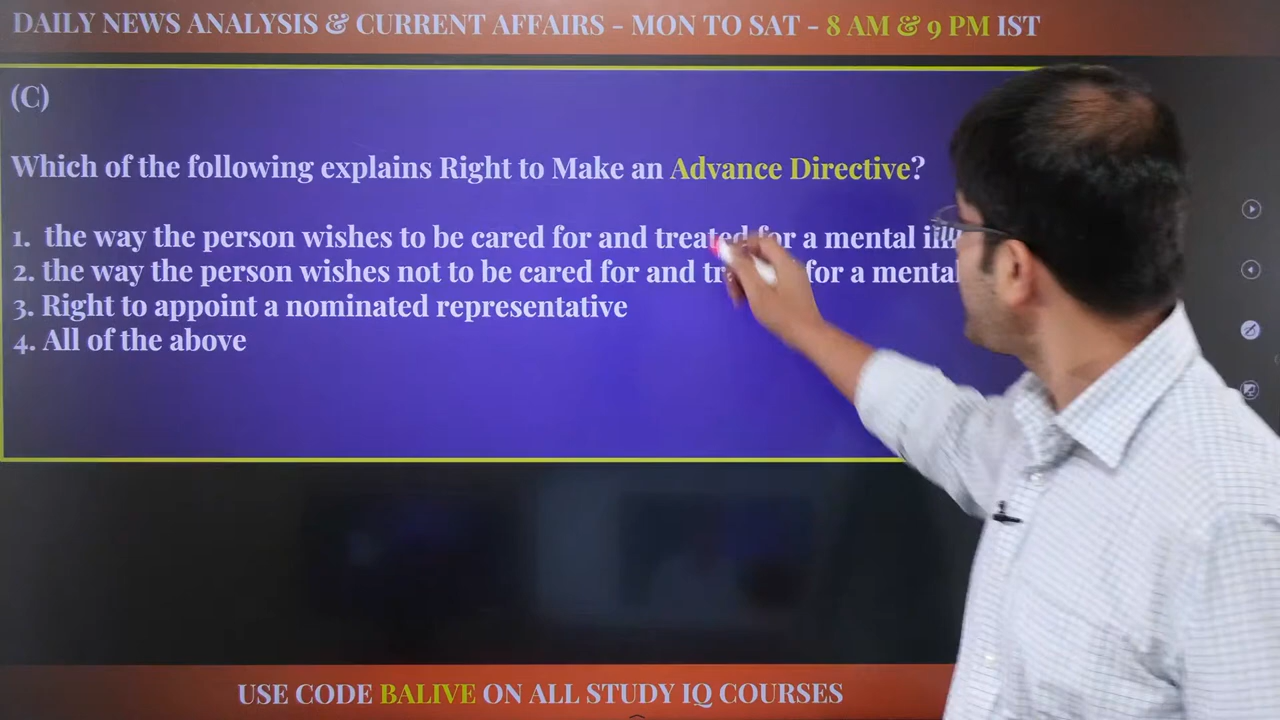 DAILY NEWS ANALYSIS & CURRENT AFFAIRS - MON TO SAT - 8 AM & 9 PM IST
(C)
Which of the following explains Right to Make an Advance Directive?
1. the way the person wishes to be cared for and treated for a mental
2. the way the person wishes not to be cared for and for a mental
3. Right to appoint a nominated representative
4. All of the above
USE CODE BALIVE ON ALL STUDY IQ COURSES